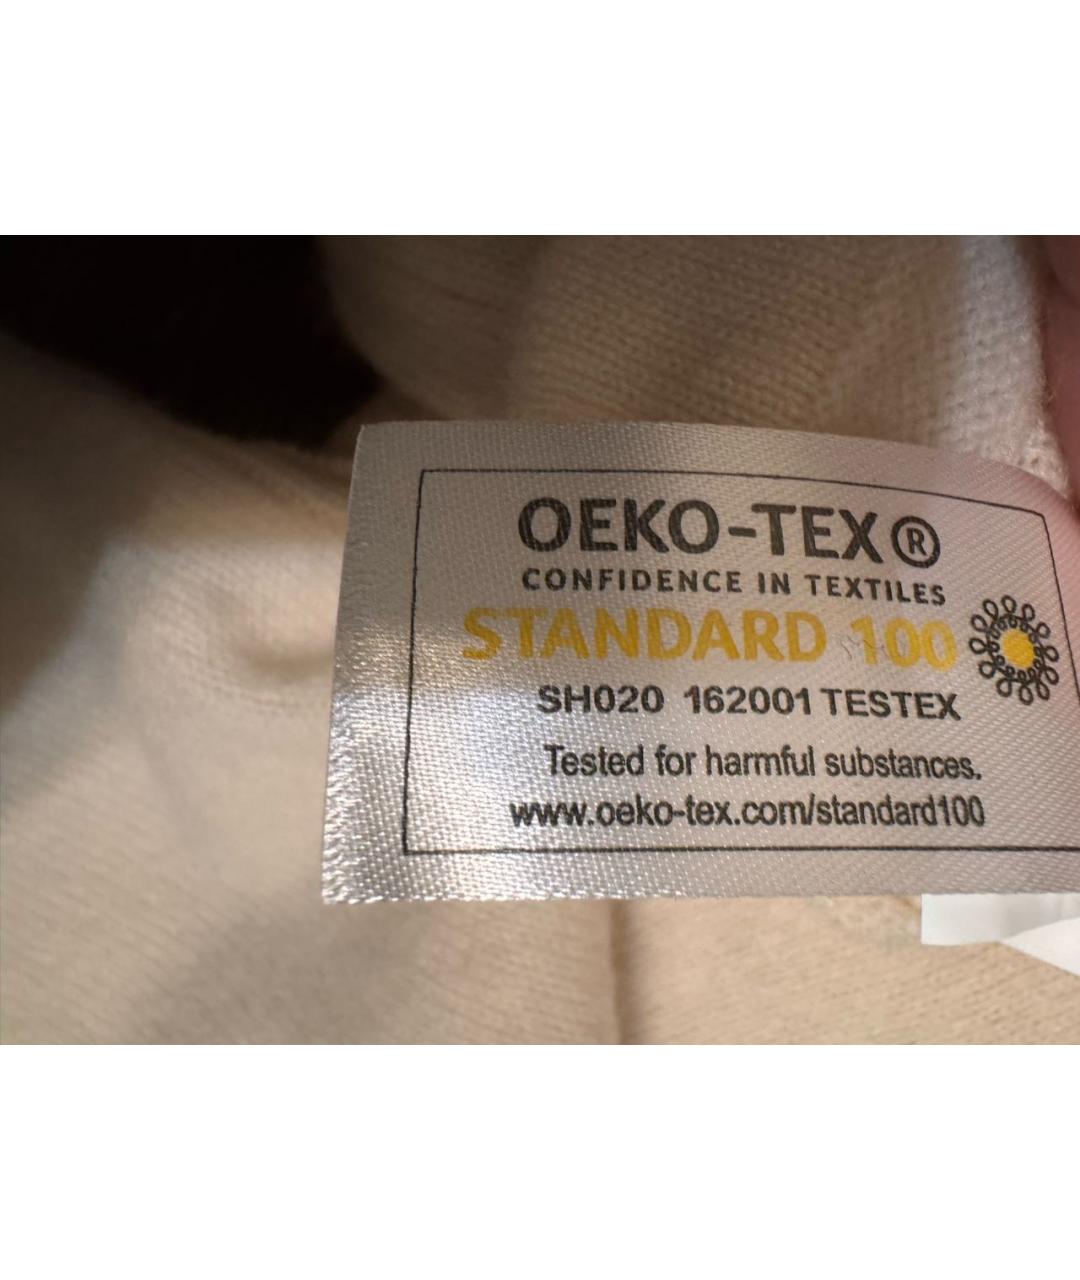 OEKO-TEX®
CONFIDENCE IN TEXTILES
STANDARD 100
SH020 162001 TESTEX
Tested for harmful substances.
www.oeko-tex.com/standard100